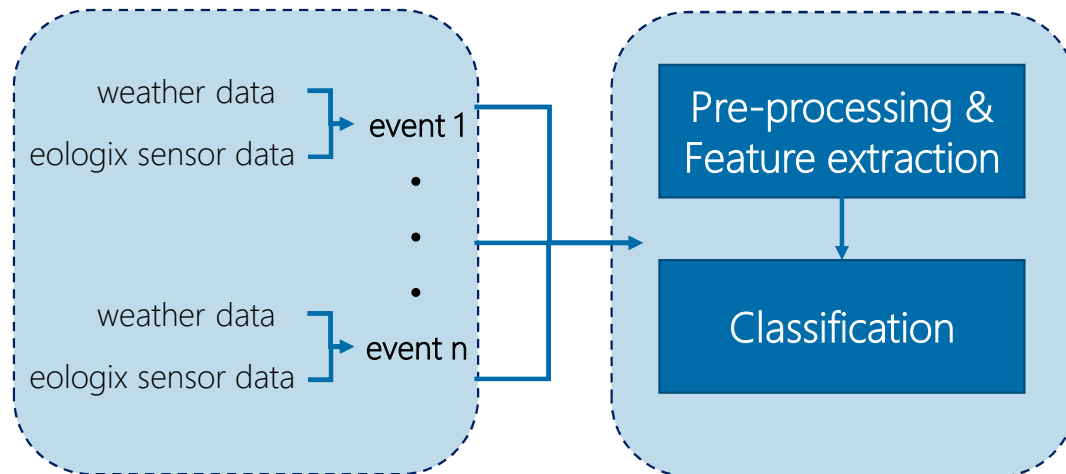 weather data
eologix sensor data
event 1
weather data
eologix sensor data
event n
Pre-processing &
Feature extraction
Classification